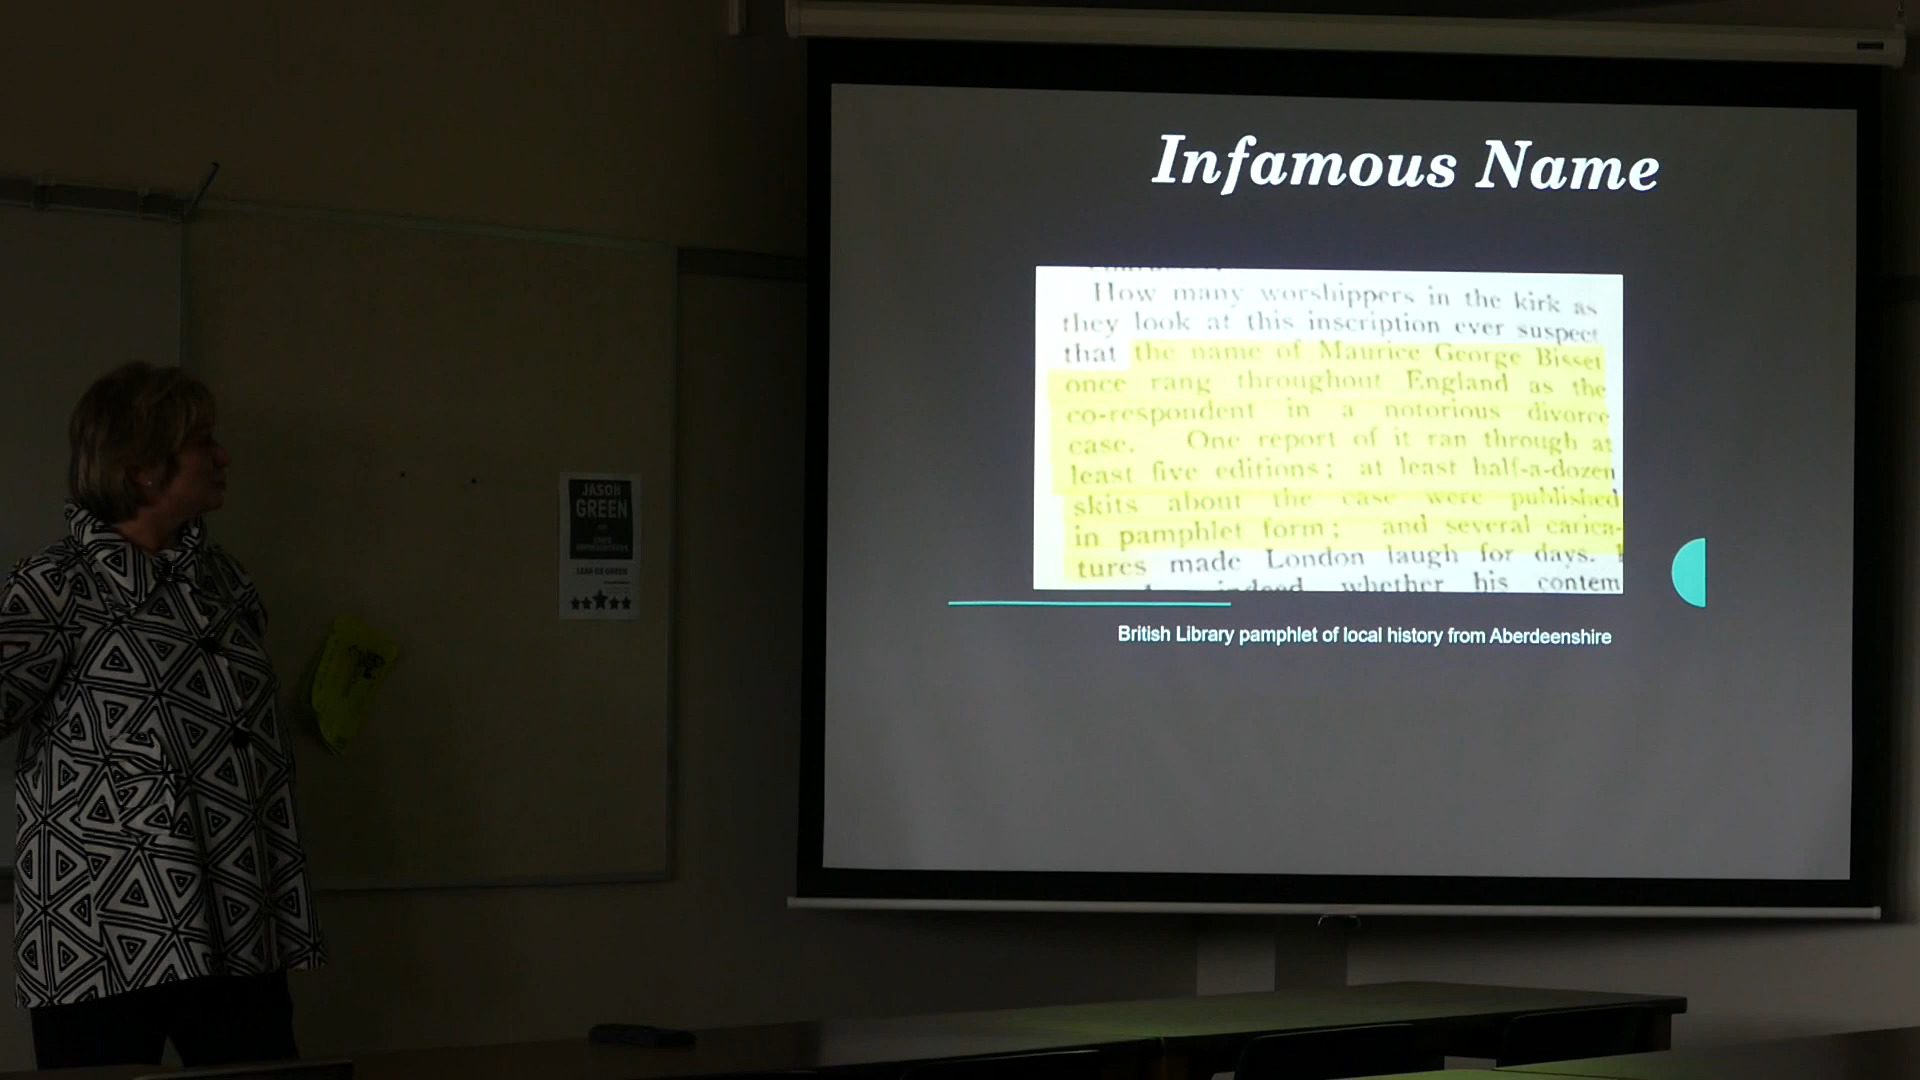 Infamous Name
How many worshippers in the kirk as
they look at this inscription ever suspect
that the name of Maurice George Bisset
once rang throughout England as the
co-respondent in a notorious divorce
case. One report of it ran through at
least five editions; at least half-a-dozen
skits about the case were published
in pamphlet form; and several carica-
tures made London laugh for days.
indeed whether his contem
British Library pamphlet of local history from Aberdeenshire
JASON
GREEN
LEAN ON GREEN